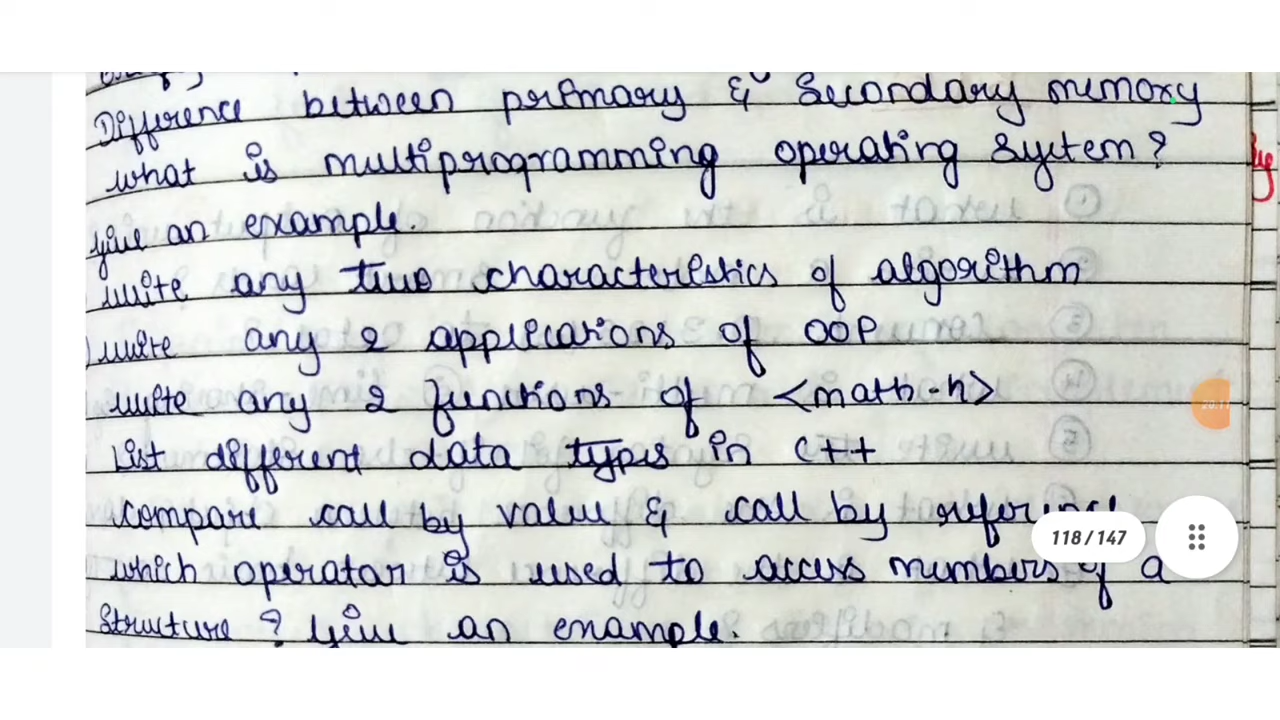 Difference between primary & Secondary memory
what is multiprogramming operating System?
give an example.
write any two characteristics of algorithm
write any 2 applications of OOP
write any 2 functions of <math.h>
List different data types in C++
compare call by value & call by reference
118/147
which operator is used to access members of a
Structure? Give an example.